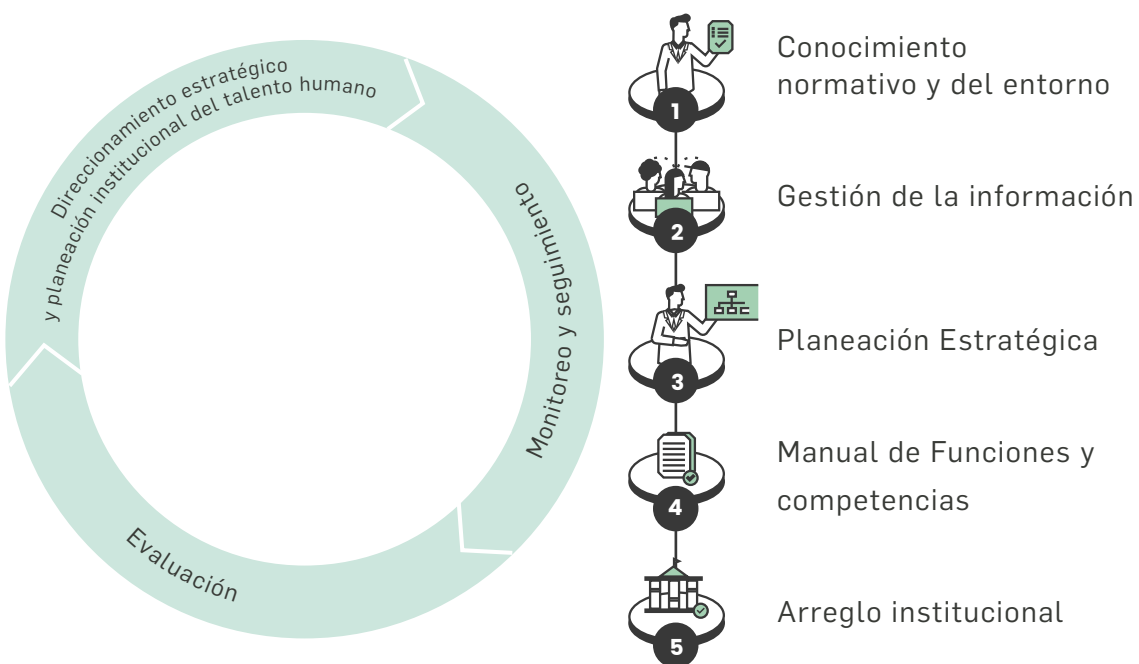 Direccionamiento estratégico
y planeación institucional del talento humano
Monitoreo y seguimiento
Evaluación
1
Conocimiento
normativo y del entorno
2
Gestión de la información
3
Planeación Estratégica
4
Manual de Funciones y
competencias
5
Arreglo institucional